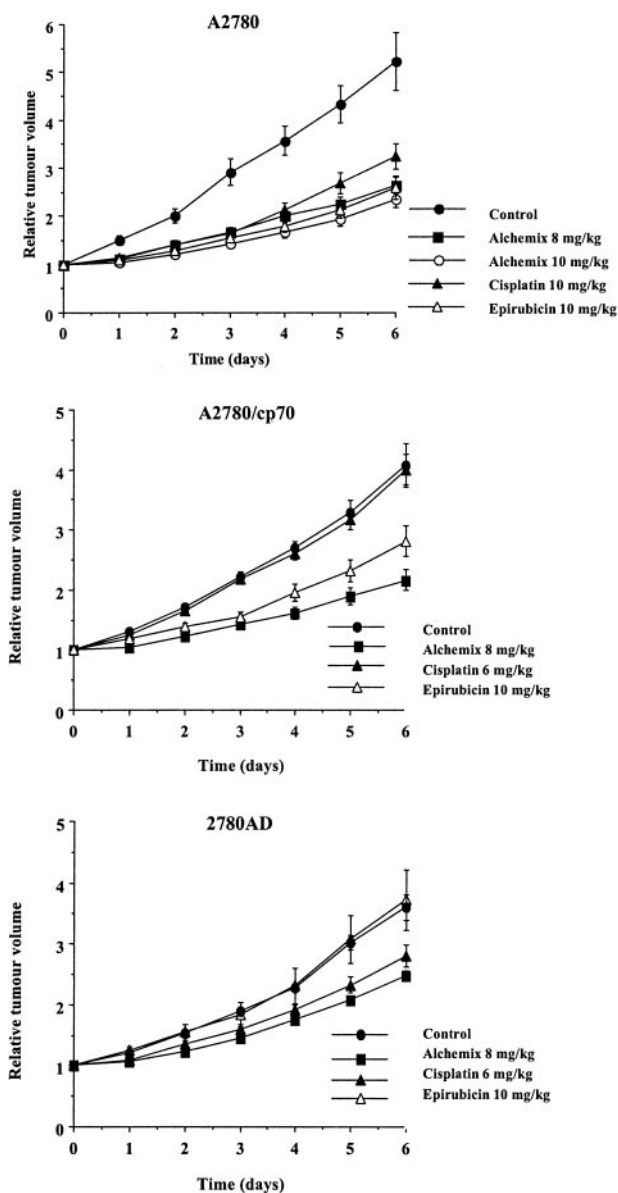 A2780
Relative tumour volume
6
5
4
3
2
1
0
0 1 2 3 4 5 6
Time (days)
Control
Alchemix 8 mg/kg
Alchemix 10 mg/kg
Cisplatin 10 mg/kg
Epirubicin 10 mg/kg
A2780/cp70
Relative tumour volume
5
4
3
2
1
0
0 1 2 3 4 5 6
Time (days)
Control
Alchemix 8 mg/kg
Cisplatin 6 mg/kg
Epirubicin 10 mg/kg
2780AD
Relative tumour volume
5
4
3
2
1
0
0 1 2 3 4 5 6
Time (days)
Control
Alchemix 8 mg/kg
Cisplatin 6 mg/kg
Epirubicin 10 mg/kg